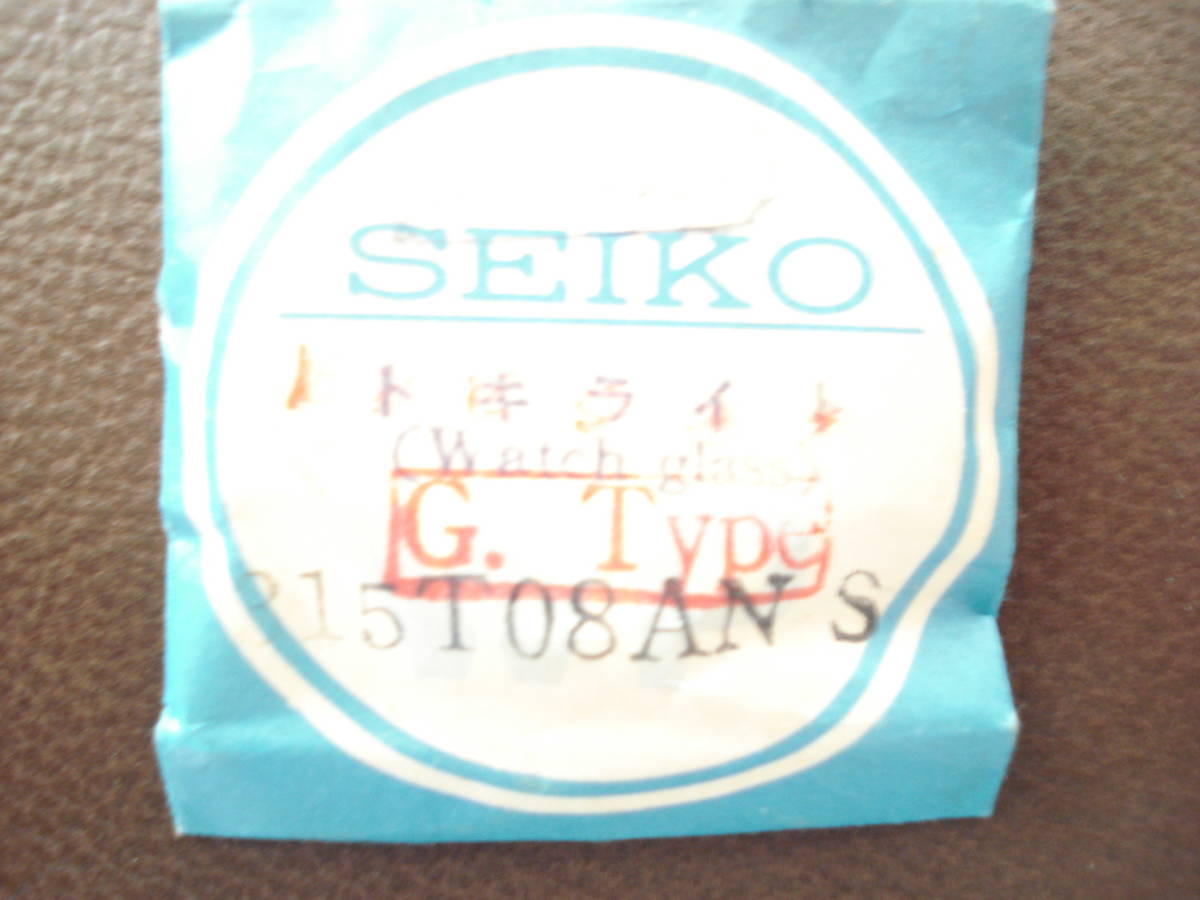 SEIKO
トキライト
(Watch glass)
G. Type
315T08AN S